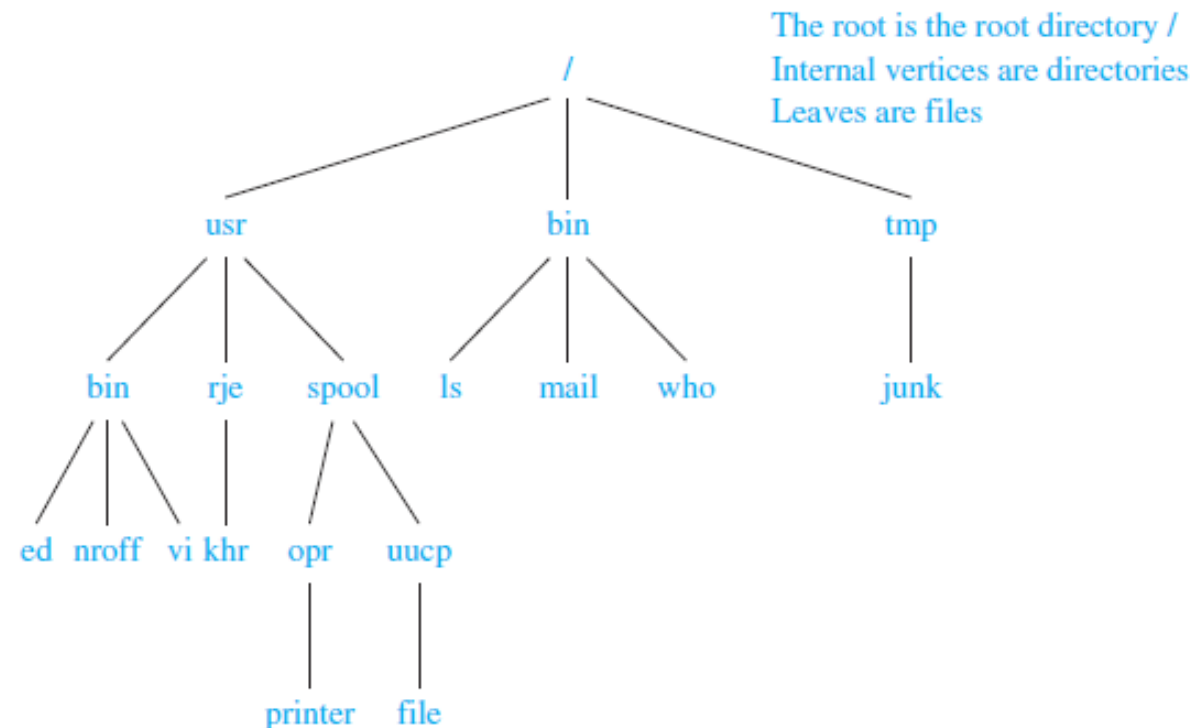 The root is the root directory /
/
Internal vertices are directories
Leaves are files
usr bin tmp
bin rje spool ls mail who junk
ed nroff vi khr opr uucp
printer file